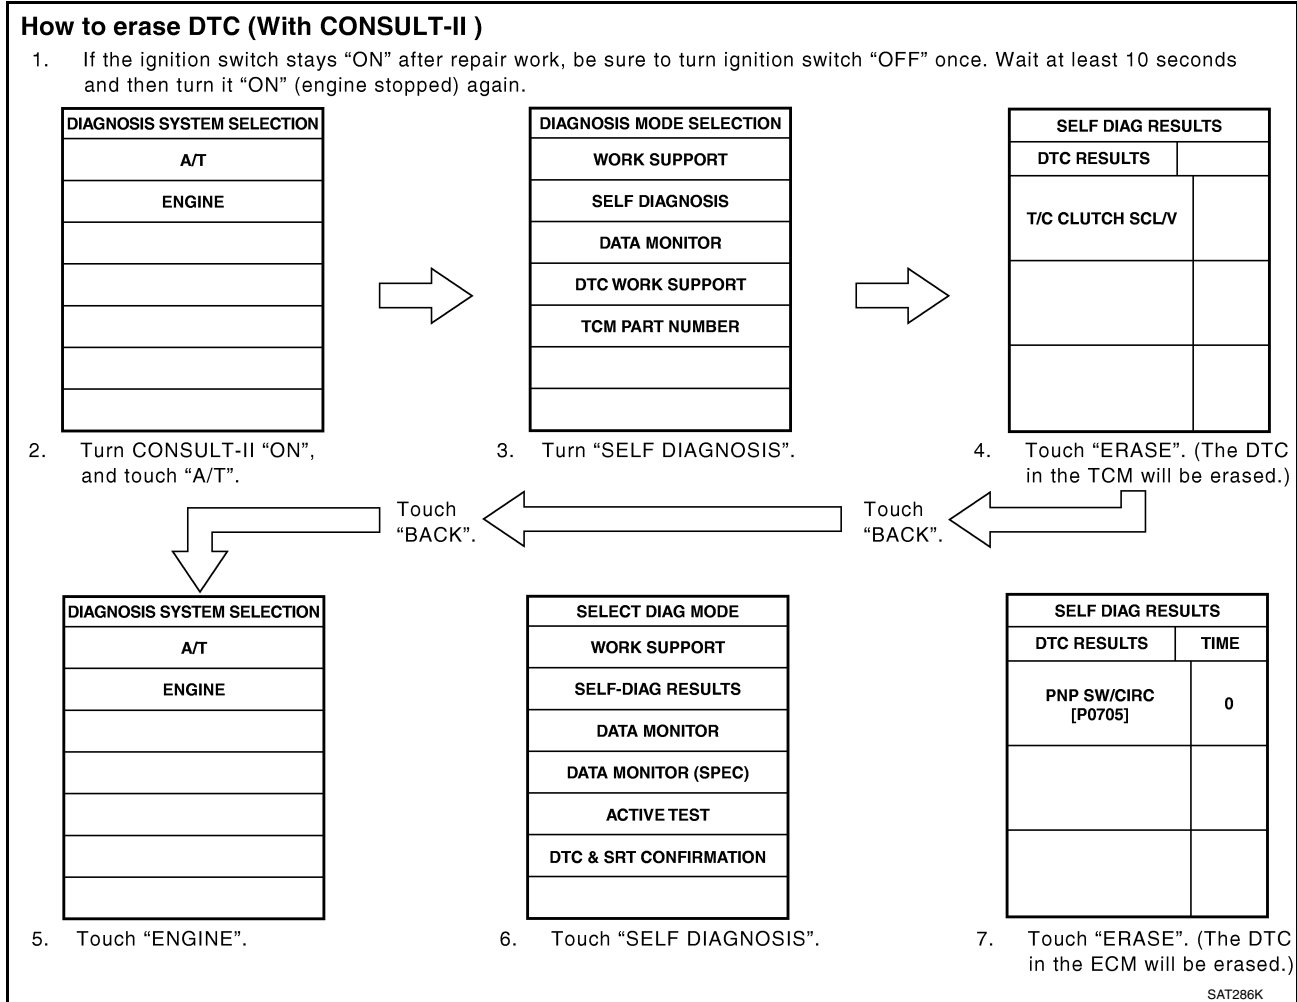 How to erase DTC (With CONSULT-II )
1. If the ignition switch stays “ON” after repair work, be sure to turn ignition switch “OFF” once. Wait at least 10 seconds
and then turn it “ON” (engine stopped) again.
DIAGNOSIS SYSTEM SELECTION
A/T
ENGINE
DIAGNOSIS MODE SELECTION
WORK SUPPORT
SELF DIAGNOSIS
DATA MONITOR
DTC WORK SUPPORT
TCM PART NUMBER
SELF DIAG RESULTS
DTC RESULTS
T/C CLUTCH SCL/V
2. Turn CONSULT-II “ON”,
and touch “A/T”.
3. Turn “SELF DIAGNOSIS”.
4. Touch “ERASE”. (The DTC
in the TCM will be erased.)
Touch
“BACK”.
Touch
“BACK”.
DIAGNOSIS SYSTEM SELECTION
A/T
ENGINE
SELECT DIAG MODE
WORK SUPPORT
SELF-DIAG RESULTS
DATA MONITOR
DATA MONITOR (SPEC)
ACTIVE TEST
DTC & SRT CONFIRMATION
SELF DIAG RESULTS
DTC RESULTS TIME
PNP SW/CIRC
[P0705]
0
5. Touch “ENGINE”.
6. Touch “SELF DIAGNOSIS”.
7. Touch “ERASE”. (The DTC
in the ECM will be erased.)
SAT286K